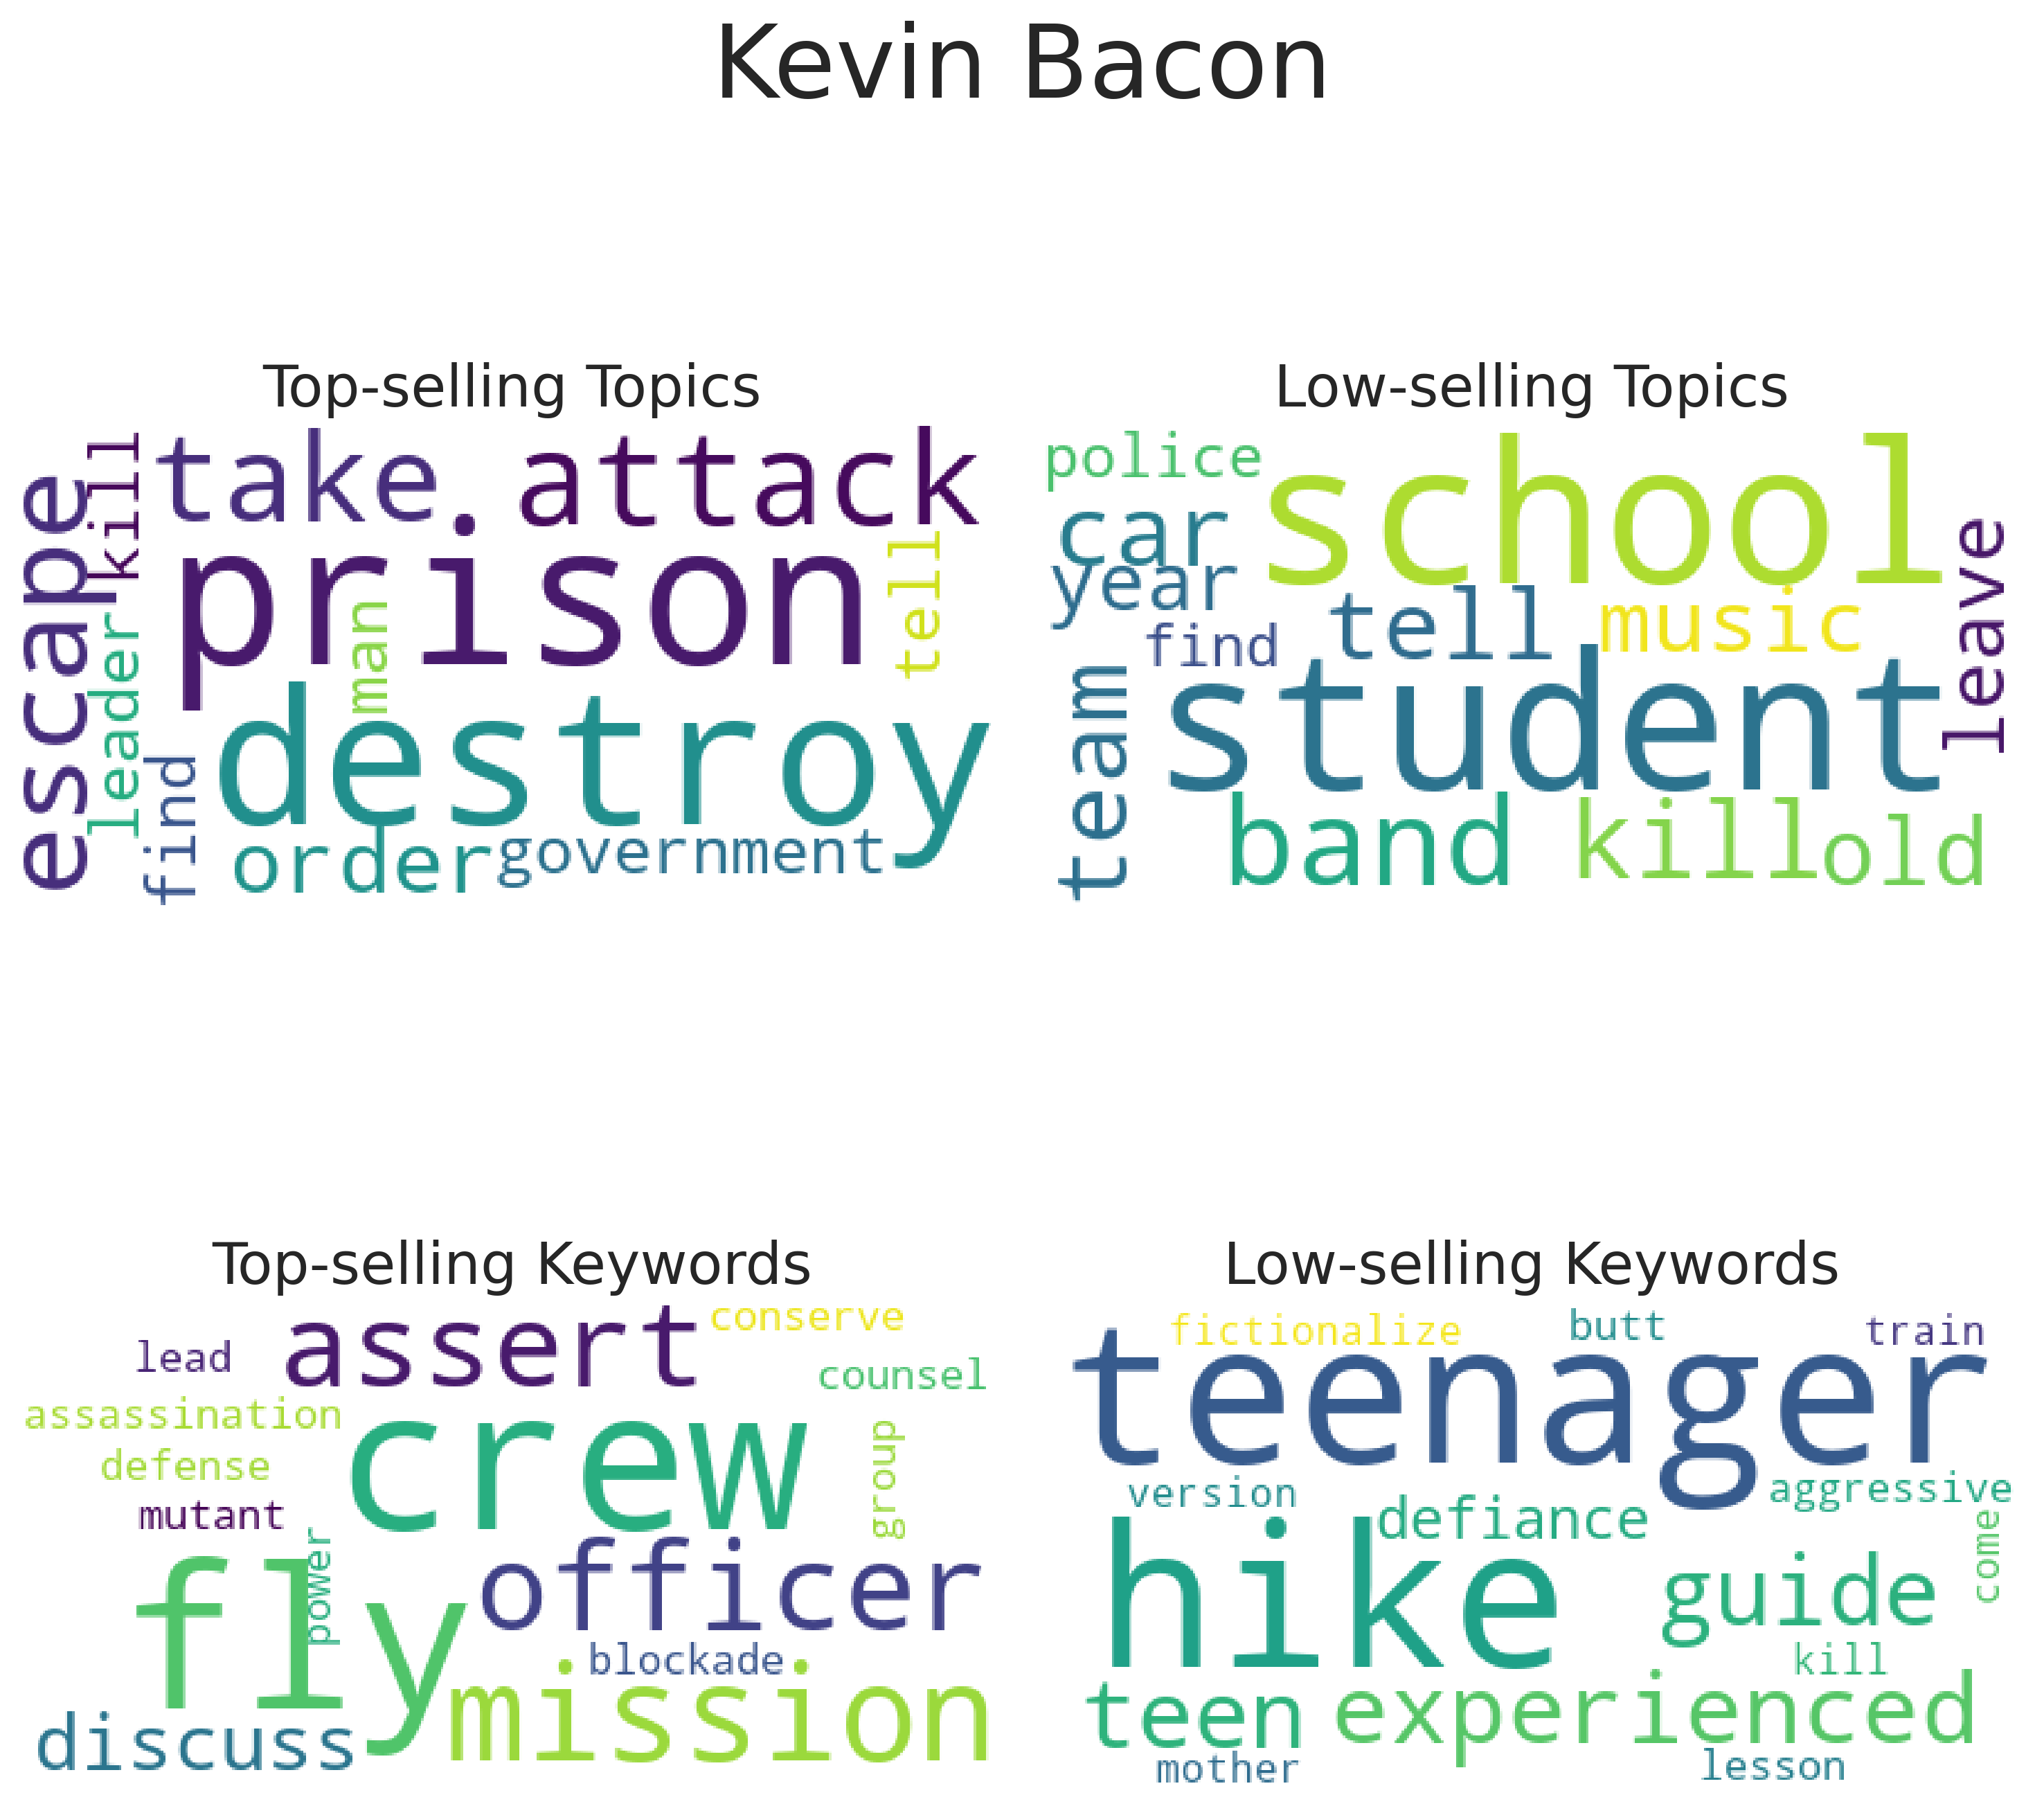 Kevin Bacon
Top-selling Topics
escape
kill
take
attack
prison
tell
man
leader
find
destroy
order
government
Low-selling Topics
police
school
car
year
leave
find
tell
music
team
student
band
kill
old
Top-selling Keywords
lead
assert
conserve
counsel
assassination
crew
defense
group
mutant
power
fly
officer
blockade
mission
discuss
Low-selling Keywords
fictionalize
butt
train
teenager
version
defiance
aggressive
hike
come
guide
kill
teen
experienced
mother
lesson